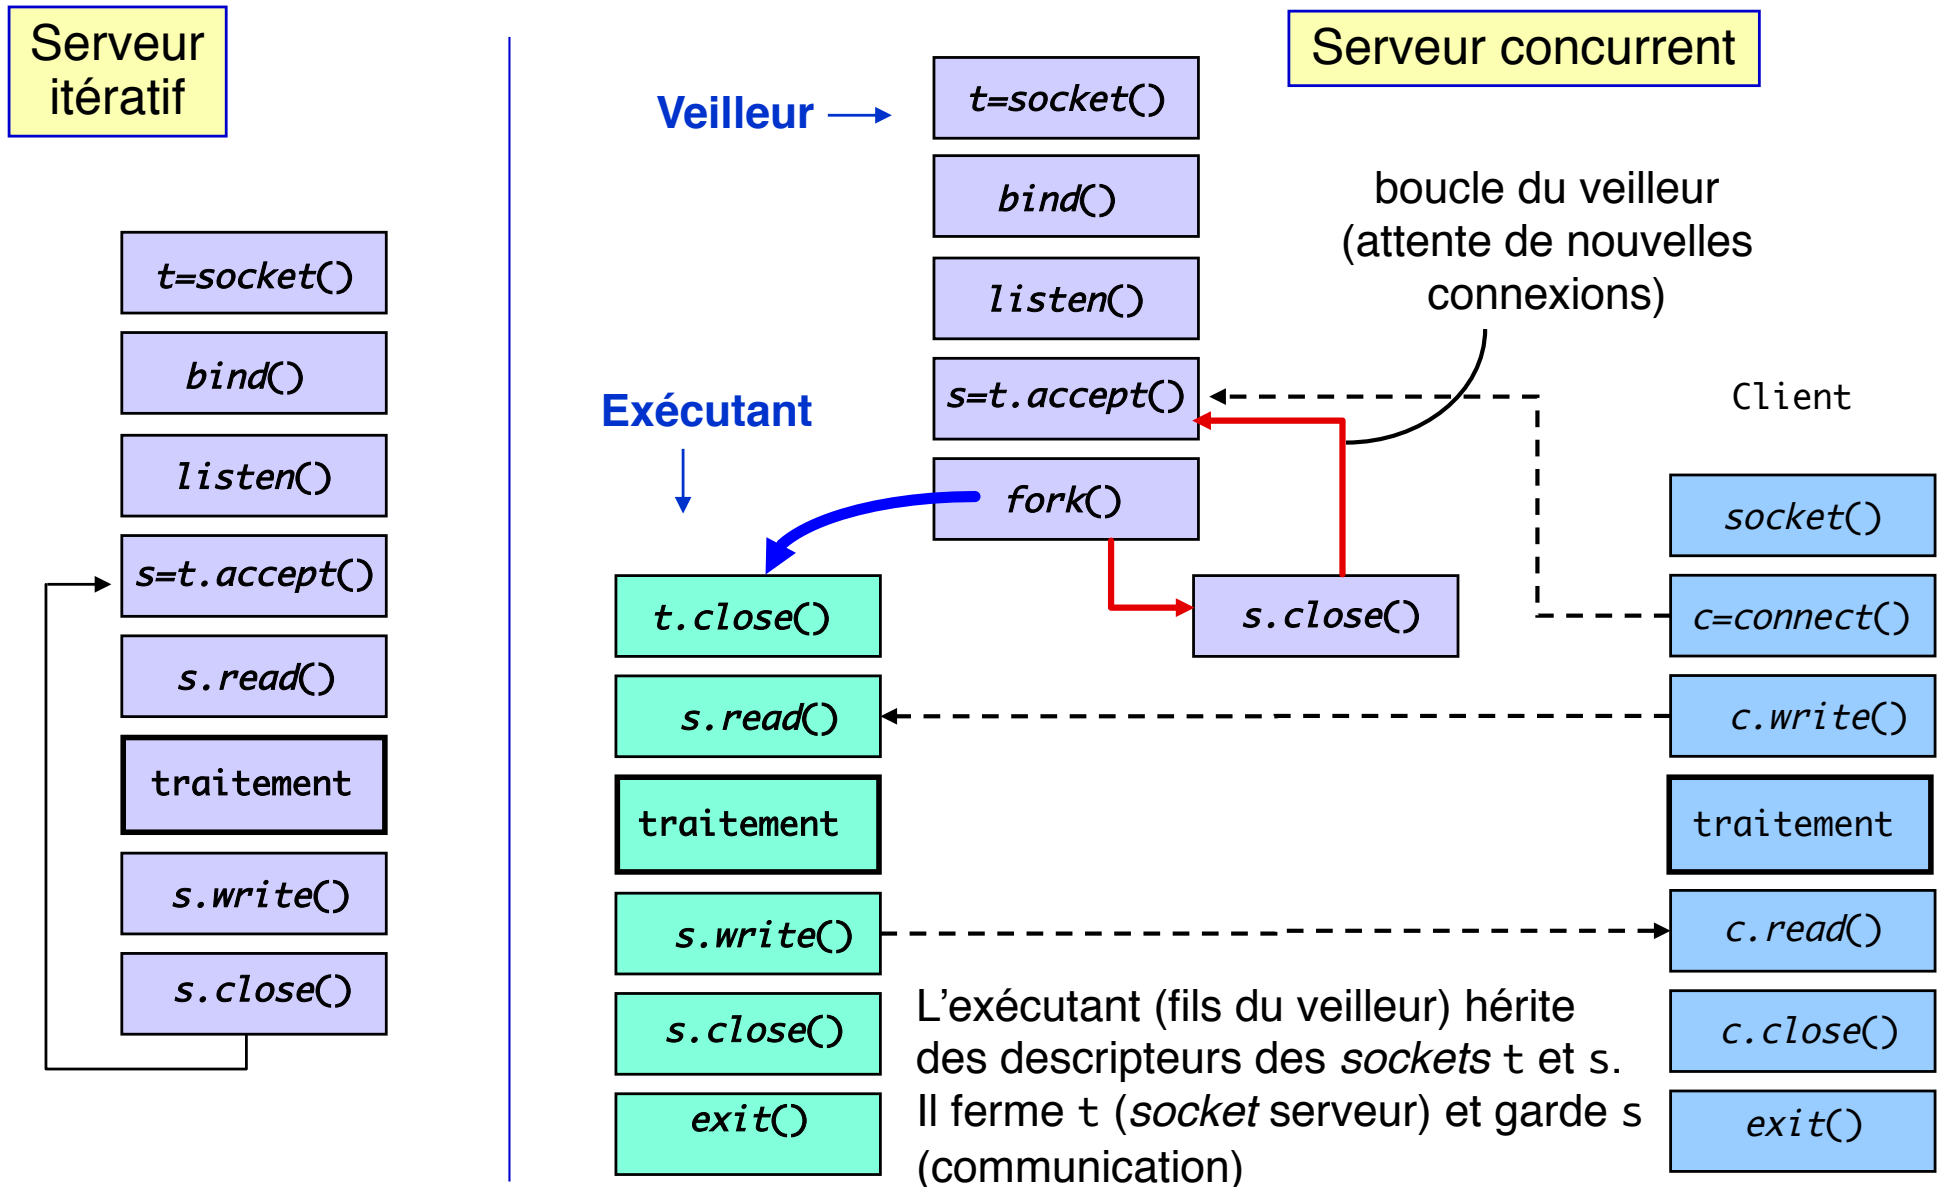 Serveur
itératif
t=socket()
bind()
listen()
s=t.accept()
s.read()
traitement
s.write()
s.close()
Serveur concurrent
Veilleur
t=socket()
bind()
listen()
s=t.accept()
fork()
s.close()
boucle du veilleur
(attente de nouvelles
connexions)
Exécutant
t.close()
s.read()
traitement
s.write()
s.close()
exit()
Client
socket()
c=connect()
c.write()
traitement
c.read()
c.close()
exit()
L’exécutant (fils du veilleur) hérite
des descripteurs des sockets t et s.
Il ferme t (socket serveur) et garde s
(communication)